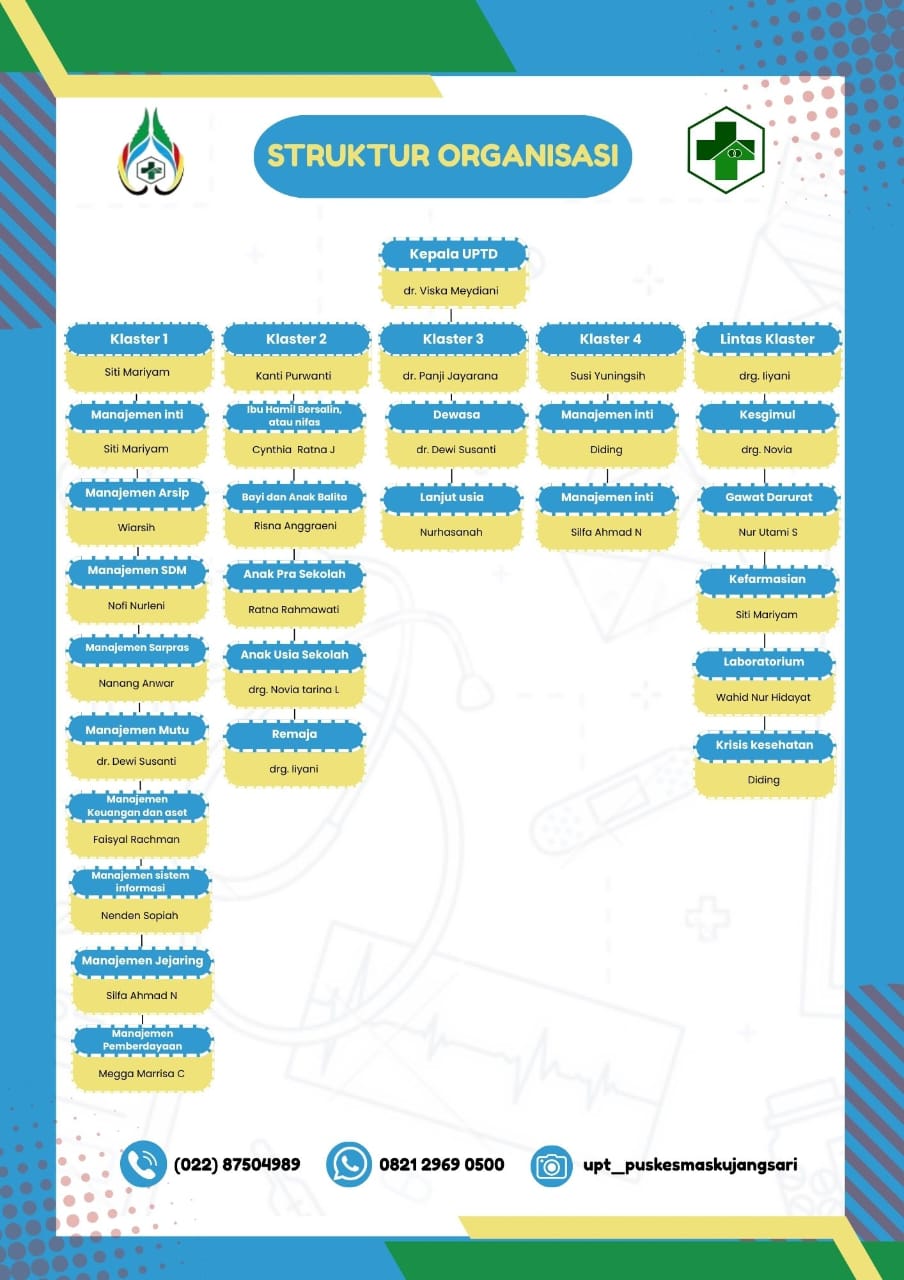 STRUKTUR ORGANISASI
Kepala UPTD
dr. Viska Meydiani
Klaster 1
Siti Mariyam
Manajemen inti
Siti Mariyam
Manajemen Arsip
Wiarsih
Manajemen SDM
Nofi Nurleni
Manajemen Sarpras
Nanang Anwar
Manajemen Mutu
dr. Dewi Susanti
Manajemen
Keuangan dan aset
Faisyal Rachman
Manajemen sistem
informasi
Nenden Sopiah
Manajemen Jejaring
Silfa Ahmad N
Manajemen
Pemberdayaan
Megga Marrisa C
Klaster 2
Kanti Purwanti
Ibu Hamil Bersalin,
atau nifas
Cynthia Ratna J
Bayi dan Anak Balita
Risna Anggraeni
Anak Pra Sekolah
Ratna Rahmawati
Anak Usia Sekolah
drg. Novia tarina L
Remaja
drg. Iiyani
Klaster 3
dr. Panji Jayarana
Dewasa
dr. Dewi Susanti
Lanjut usia
Nurhasanah
Klaster 4
Susi Yuningsih
Manajemen inti
Diding
Manajemen inti
Silfa Ahmad N
Lintas Klaster
drg. Iiyani
Kesgimul
drg. Novia
Gawat Darurat
Nur Utami S
Kefarmasian
Siti Mariyam
Laboratorium
Wahid Nur Hidayat
Krisis kesehatan
Diding
(022) 87504989
0821 2969 0500
upt_puskesmaskujangsari